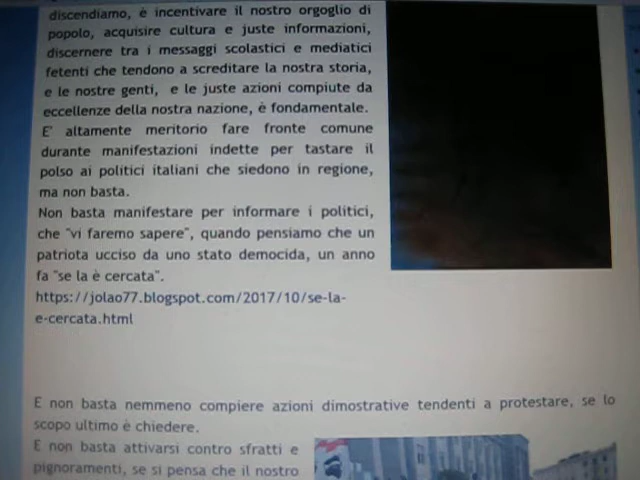 discendiamo, è incentivare il nostro orgoglio di
popolo, acquisire cultura e juste informazioni,
discernere tra i messaggi scolastici e mediatici
fetenti che tendono a screditare la nostra storia,
e le nostre genti, e le juste azioni compiute da
eccellenze della nostra nazione, è fondamentale.
E' altamente meritorio fare fronte comune
durante manifestazioni indette per tastare il
polso ai politici italiani che siedono in regione,
ma non basta.
Non basta manifestare per informare i politici,
che "vi faremo sapere", quando pensiamo che un
patriota ucciso da uno stato democida, un anno
fa "se la è cercata".
https://jolao77.blogspot.com/2017/10/se-la-
e-cercata.html
E non basta nemmeno compiere azioni dimostrative tendenti a protestare, se lo
scopo ultimo è chiedere.
E non basta attivarsi contro sfratti e
pignoramenti, se si pensa che il nostro